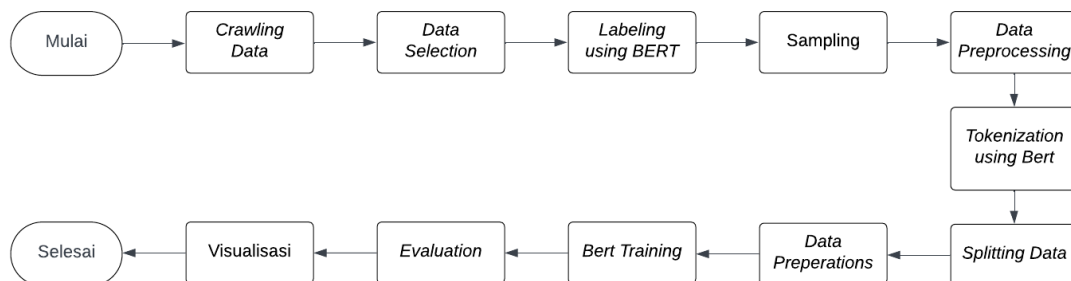 Mulai
Crawling
Data
Data
Selection
Labeling
using BERT
Sampling
Data
Preprocessing
Tokenization
using Bert
Splitting Data
Data
Preperations
Bert Training
Evaluation
Visualisasi
Selesai